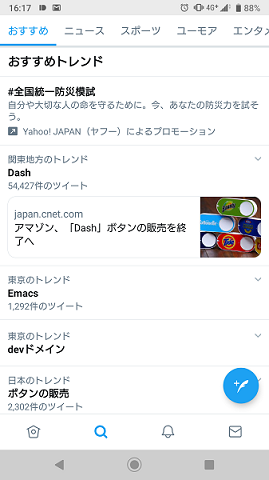 16:17
4G+
88%
おすすめ ニュース スポーツ ユーモア エンタメ
おすすめトレンド
#全国統一防災模試
自分や大切な人の命を守るために。今、あなたの防災力を試そ
う。
Yahoo! JAPAN（ヤフー）によるプロモーション
関東地方のトレンド
Dash
54,427件のツイート
japan.cnet.com
アマゾン、「Dash」ボタンの販売を終
了へ
Tide
東京のトレンド
Emacs
1,292件のツイート
東京のトレンド
devドメイン
日本のトレンド
ボタンの販売
2,302件のツイート